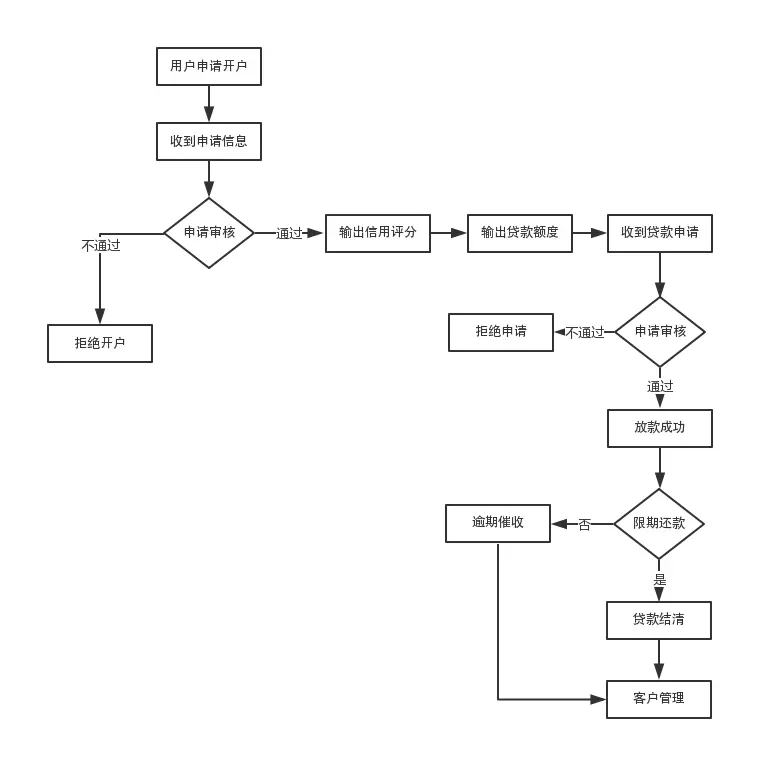 用户申请开户
收到申请信息
申请审核
不通过
通过
输出信用评分
输出贷款额度
收到贷款申请
拒绝开户
拒绝申请
不通过
申请审核
通过
放款成功
逾期催收
否
限期还款
是
贷款结清
客户管理